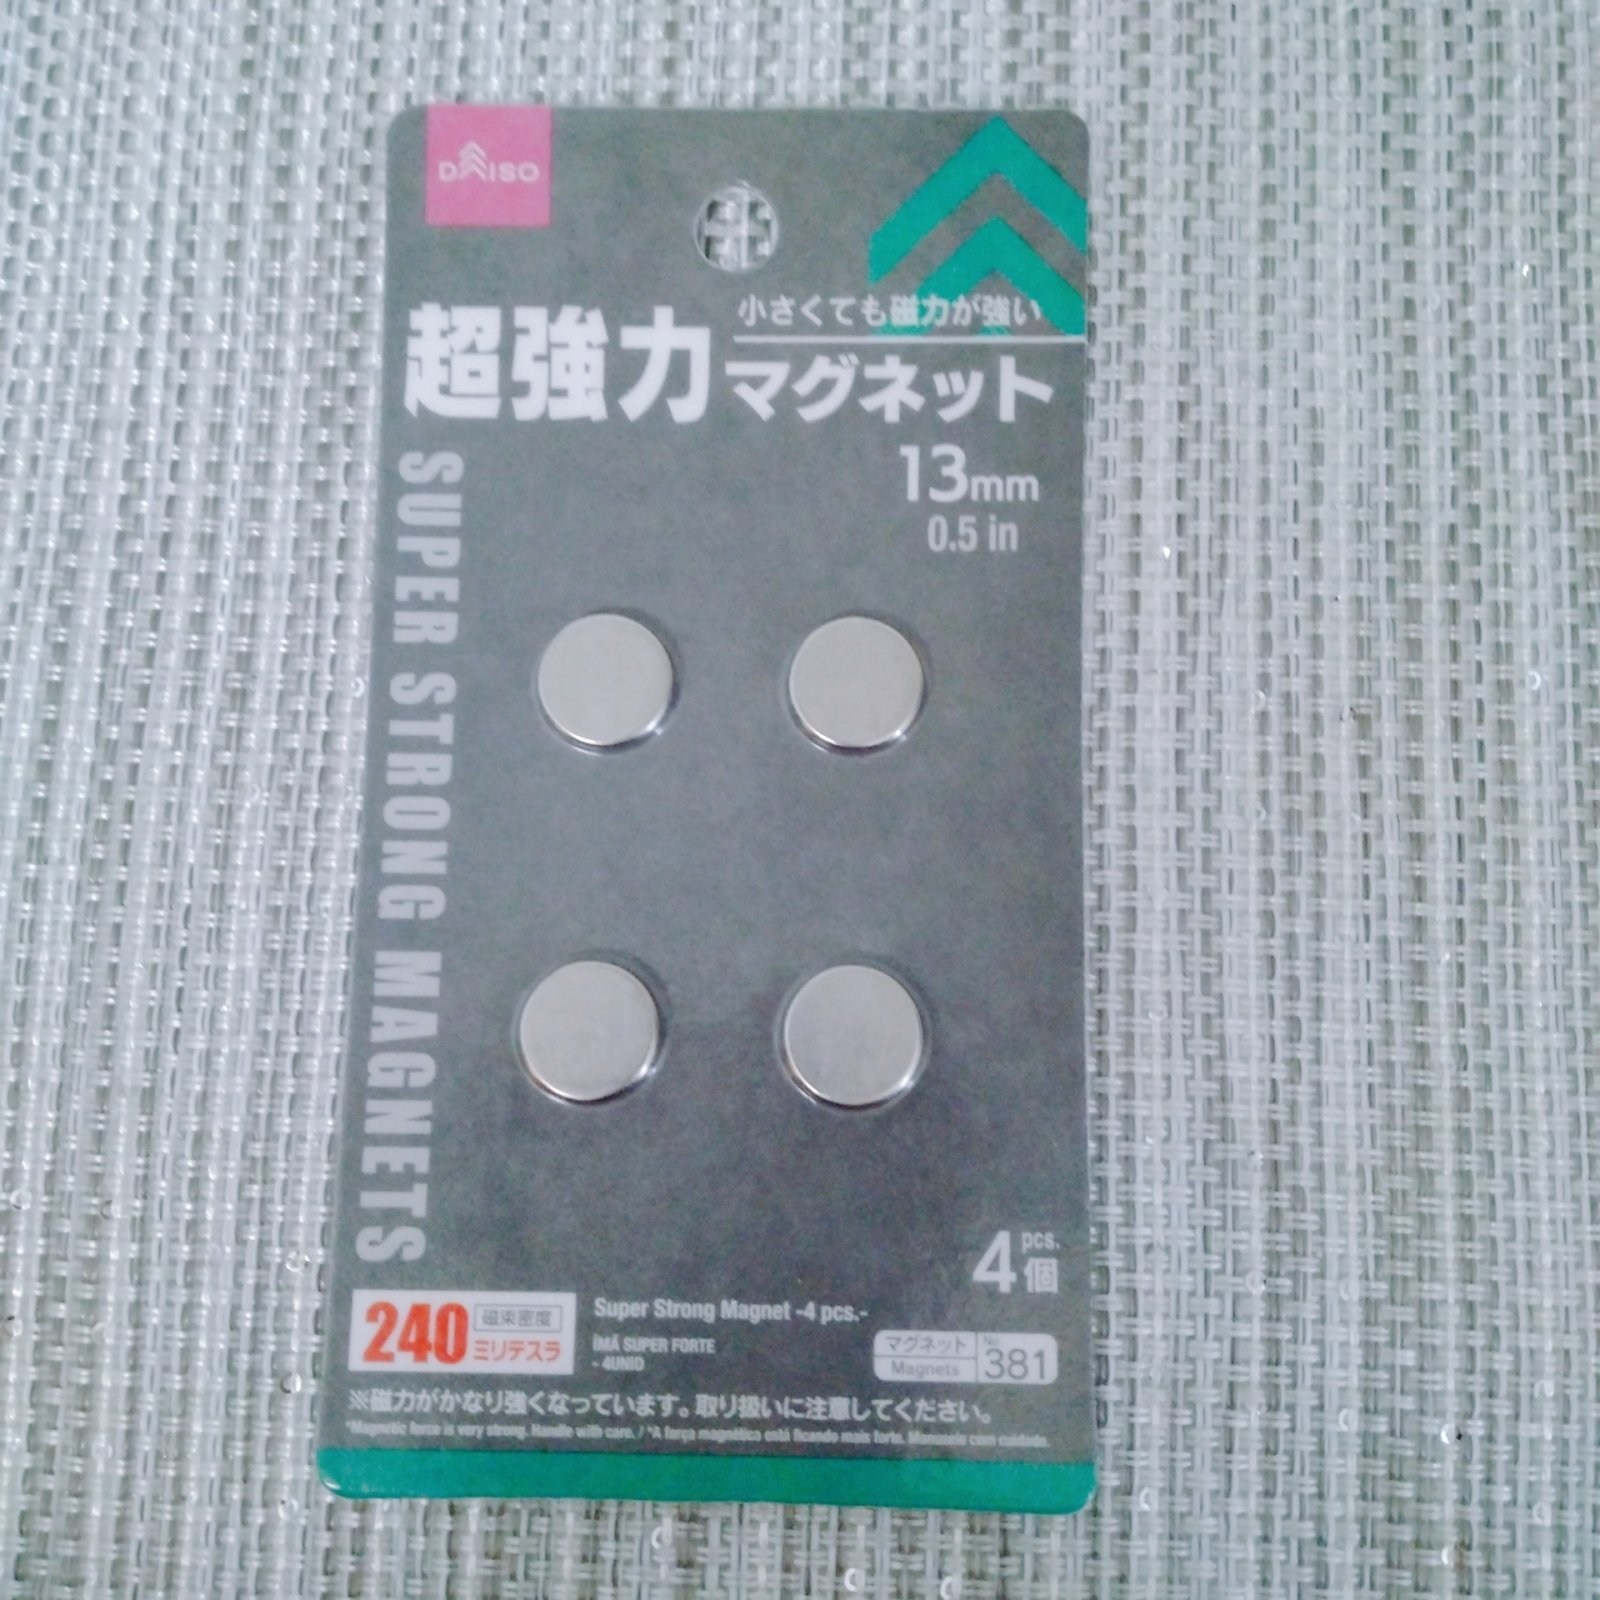 DAISO
小さくても磁力が強い
超強力マグネット
13mm
0.5 in
SUPER STRONG MAGNETS
4 pcs.
個
240 磁束密度
ミリテスラ
Super Strong Magnet -4 pcs.-
ÍMÃ SUPER FORTE
- 4UNID
マグネット
Magnets
No. 381
※磁力がかなり強くなっています。取り扱いに注意してください。
*Magnetic force is very strong. Handle with care. / *A força magnética está ficando mais forte. Manuseie com cuidado.